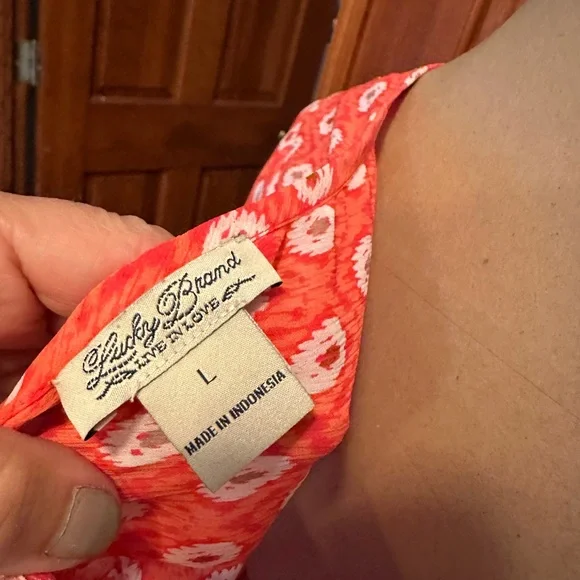 Lucky Brand
LIVE IN LOVE
L
MADE IN INDONESIA